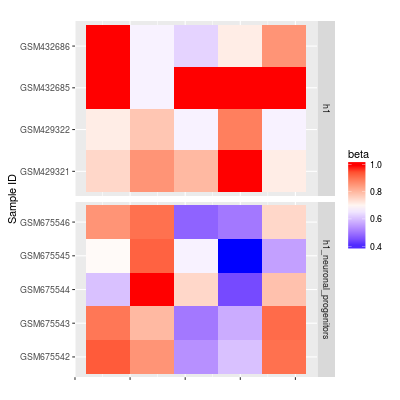 GSM432686
GSM432685
GSM429322
GSM429321
h1
GSM675546
GSM675545
GSM675544
GSM675543
GSM675542
h1_neuronal_progenitors
Sample ID
beta
1.0
0.8
0.6
0.4